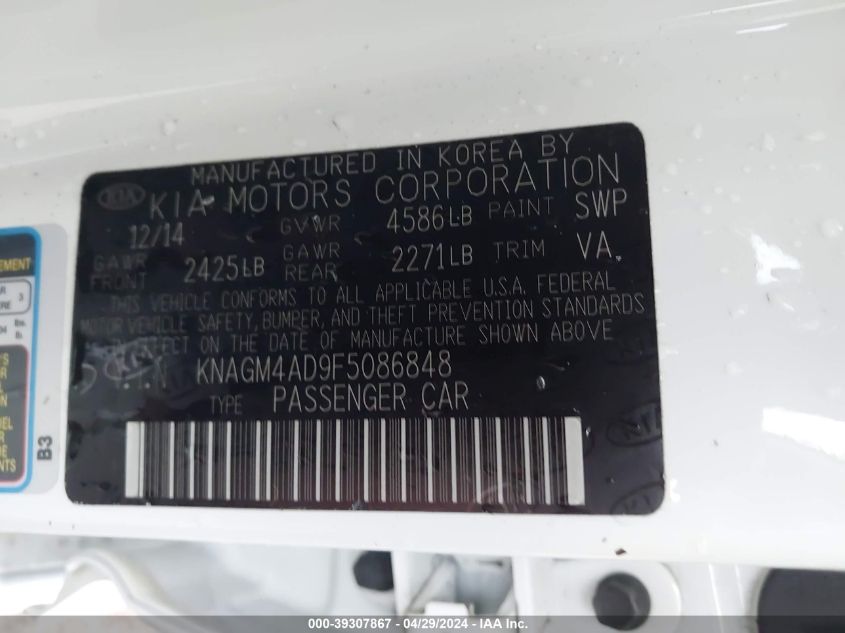 MANUFACTURED IN KOREA BY
KIA KIA MOTORS CORPORATION
12/14 GVWR 4586LB PAINT SWP
GAWR FRONT 2425LB GAWR REAR 2271LB TRIM VA
THIS VEHICLE CONFORMS TO ALL APPLICABLE U.S.A. FEDERAL
MOTOR VEHICLE SAFETY, BUMPER, AND THEFT PREVENTION STANDARDS
IN EFFECT ON THE DATE OF MANUFACTURE SHOWN ABOVE
KNAGM4AD9F5086848
TYPE PASSENGER CAR
B3
000-39307867 - 04/29/2024 - IAA Inc.